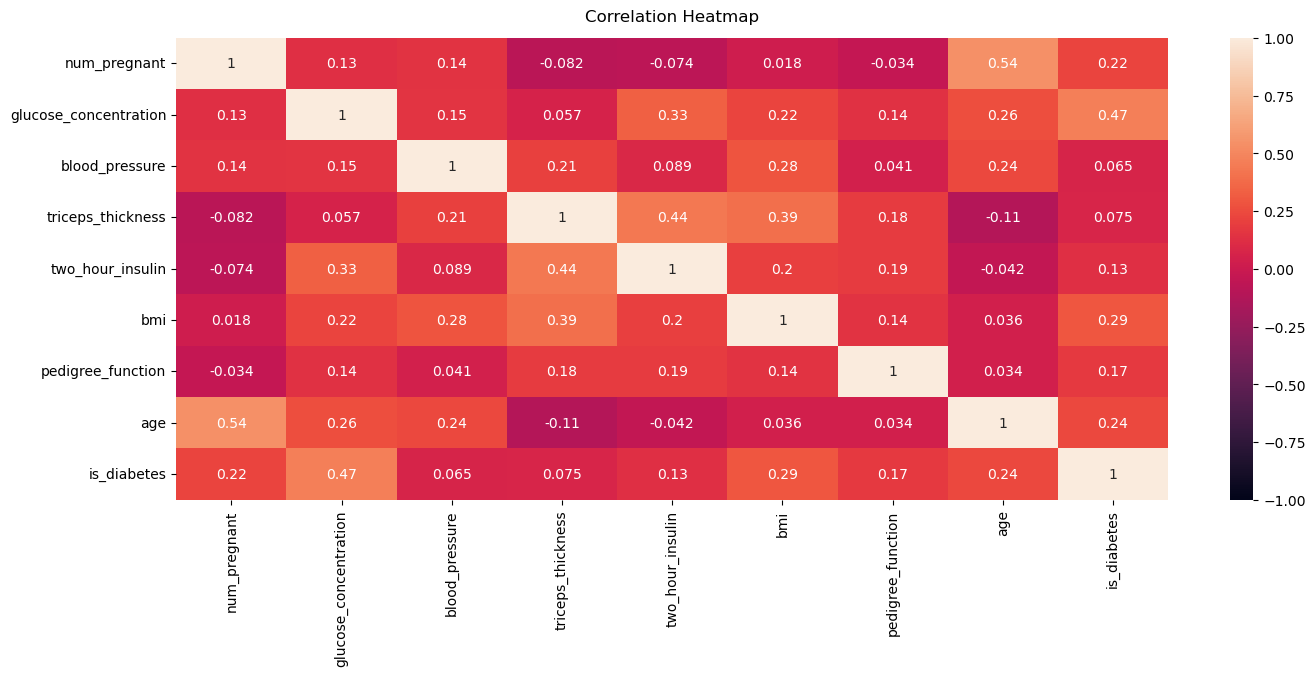 Correlation Heatmap
num_pregnant 1 0.13 0.14 -0.082 -0.074 0.018 -0.034 0.54 0.22
glucose_concentration 0.13 1 0.15 0.057 0.33 0.22 0.14 0.26 0.47
blood_pressure 0.14 0.15 1 0.21 0.089 0.28 0.041 0.24 0.065
triceps_thickness -0.082 0.057 0.21 1 0.44 0.39 0.18 -0.11 0.075
two_hour_insulin -0.074 0.33 0.089 0.44 1 0.2 0.19 -0.042 0.13
bmi 0.018 0.22 0.28 0.39 0.2 1 0.14 0.036 0.29
pedigree_function -0.034 0.14 0.041 0.18 0.19 0.14 1 0.034 0.17
age 0.54 0.26 0.24 -0.11 -0.042 0.036 0.034 1 0.24
is_diabetes 0.22 0.47 0.065 0.075 0.13 0.29 0.17 0.24 1
num_pregnant
glucose_concentration
blood_pressure
triceps_thickness
two_hour_insulin
bmi
pedigree_function
age
is_diabetes
1.00
0.75
0.50
0.25
0.00
−0.25
−0.50
−0.75
−1.00